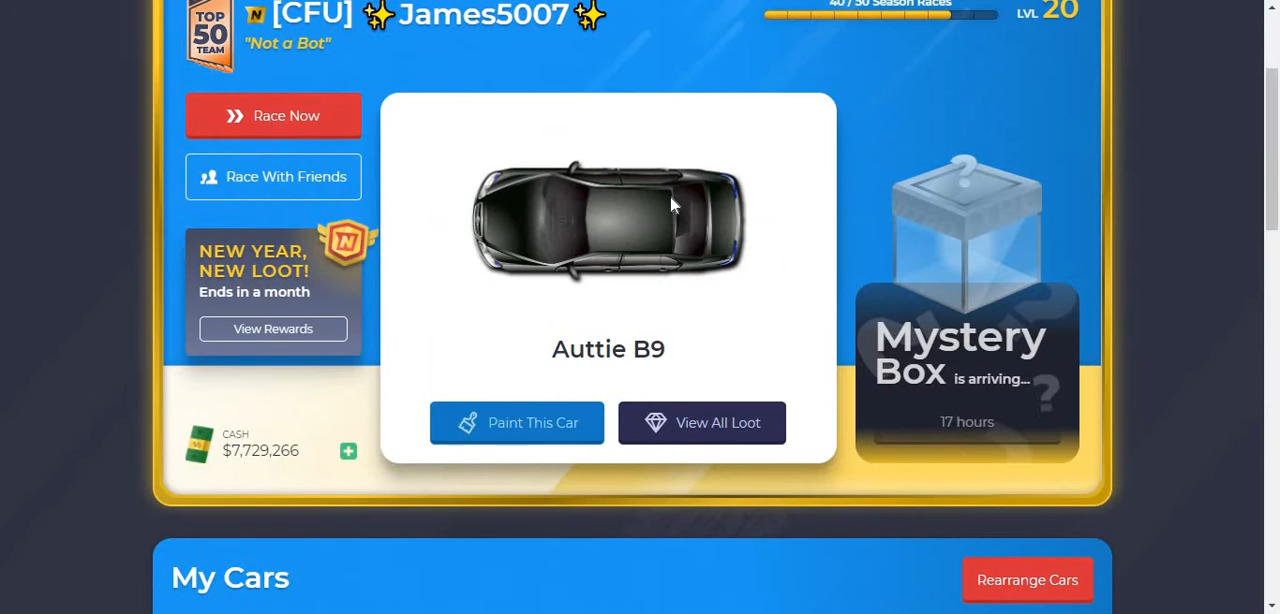 TOP
50
TEAM
N [CFU] ✨James5007✨
"Not a Bot"
40 / 50 Season Races
LVL 20
Race Now
Race With Friends
N
NEW YEAR,
NEW LOOT!
Ends in a month
View Rewards
CASH
$7,729,266
Auttie B9
Paint This Car
View All Loot
?
Mystery
Box is arriving...
?
17 hours
My Cars
Rearrange Cars